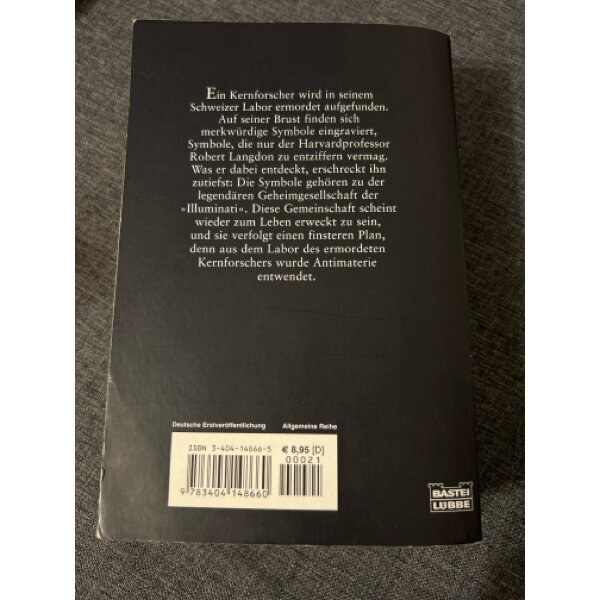 Ein Kernforscher wird in seinem
Schweizer Labor ermordet aufgefunden.
Auf seiner Brust finden sich
merkwürdige Symbole eingraviert,
Symbole, die nur der Harvardprofessor
Robert Langdon zu entziffern vermag.
Was er dabei entdeckt, erschreckt ihn
zutiefst: Die Symbole gehören zu der
legendären Geheimgesellschaft der
»Illuminati«. Diese Gemeinschaft scheint
wieder zum Leben erweckt zu sein,
und sie verfolgt einen finsteren Plan,
denn aus dem Labor des ermordeten
Kernforschers wurde Antimaterie
entwendet.
Deutsche Erstveröffentlichung Allgemeine Reihe
ISBN 3-404-14866-5 € 8,95 [D]
00021
9 783404 148660
BASTEI
LÜBBE